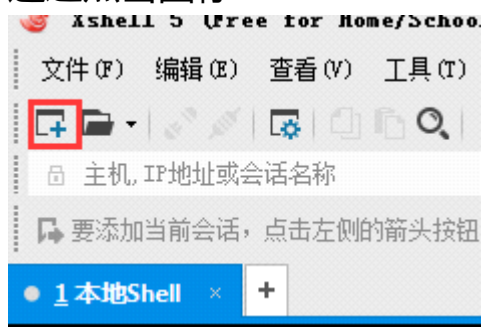 Xshell 5 (Free for Home/School
文件(F) 编辑(E) 查看(V) 工具(T)
主机,IP地址或会话名称
要添加当前会话，点击左侧的箭头按钮
1 本地Shell × +